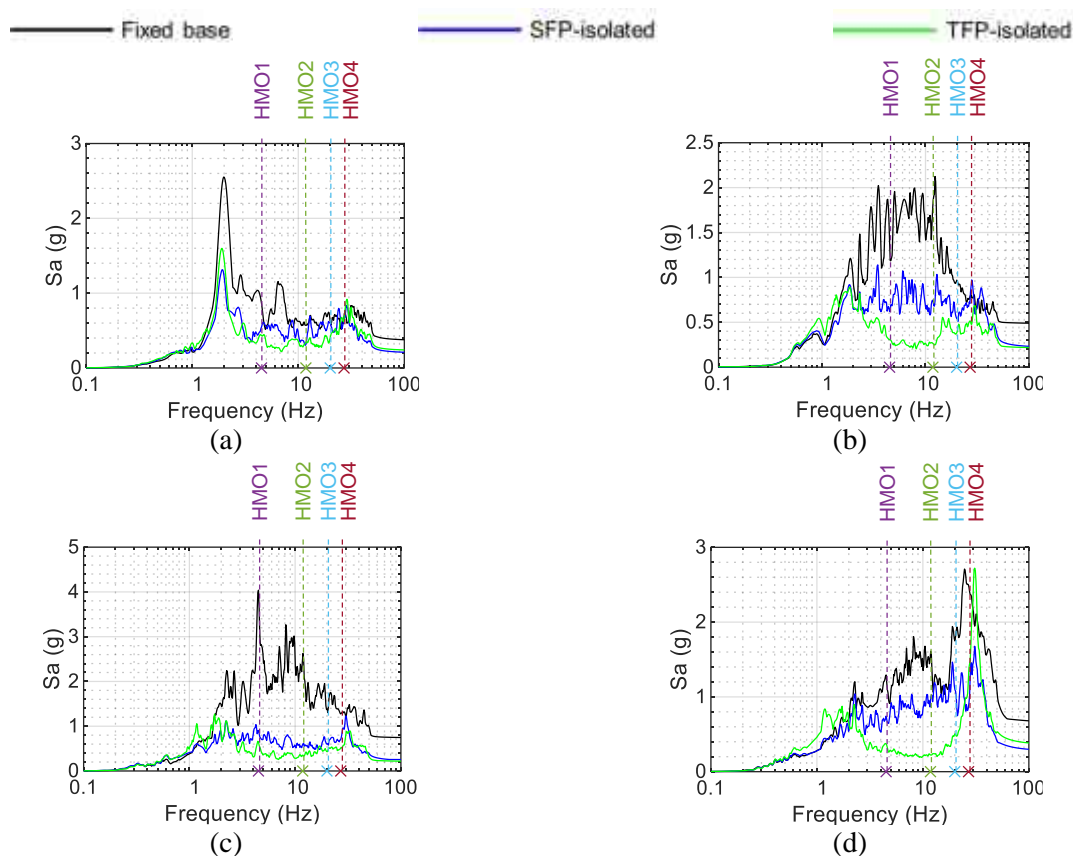 Fixed base SFP-isolated TFP-isolated
HMO1 HMO2 HMO3 HMO4 HMO1 HMO2 HMO3 HMO4
3 2.5
2
2 1.5
Sa (g) Sa (g)
1 1
0.5
0 0
0.1 1 10 100 0.1 1 10 100
Frequency (Hz) Frequency (Hz)
(a) (b)
HMO1 HMO2 HMO3 HMO4 HMO1 HMO2 HMO3 HMO4
5 3
4
3 2
Sa (g) Sa (g)
2 1
1
0 0
0.1 1 10 100 0.1 1 10 100
Frequency (Hz) Frequency (Hz)
(c) (d)